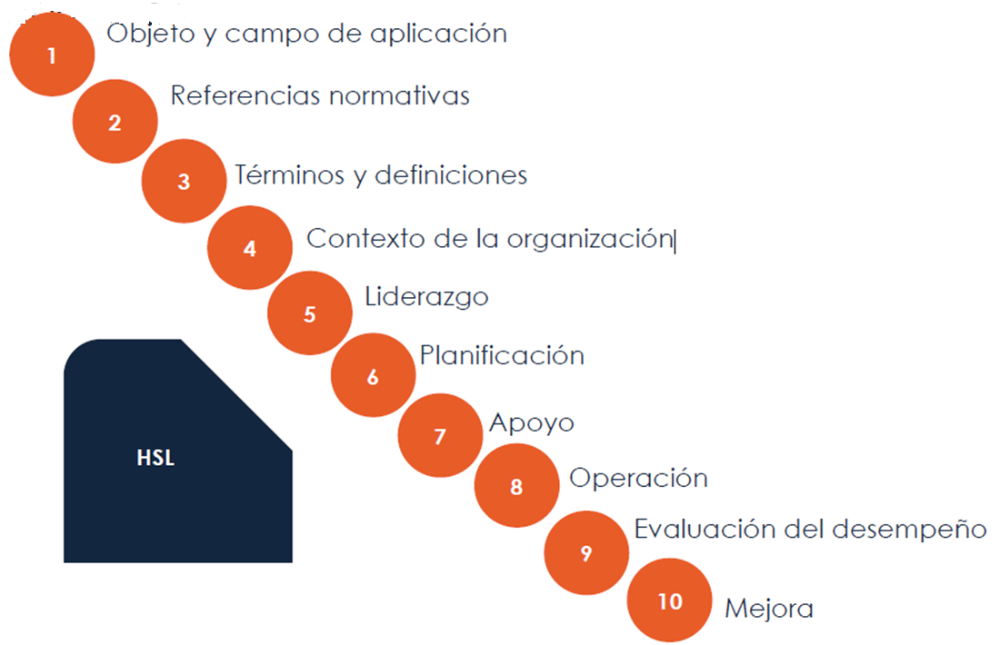 1 Objeto y campo de aplicación
2 Referencias normativas
3 Términos y definiciones
4 Contexto de la organización
5 Liderazgo
6 Planificación
7 Apoyo
HSL
8 Operación
9 Evaluación del desempeño
10 Mejora